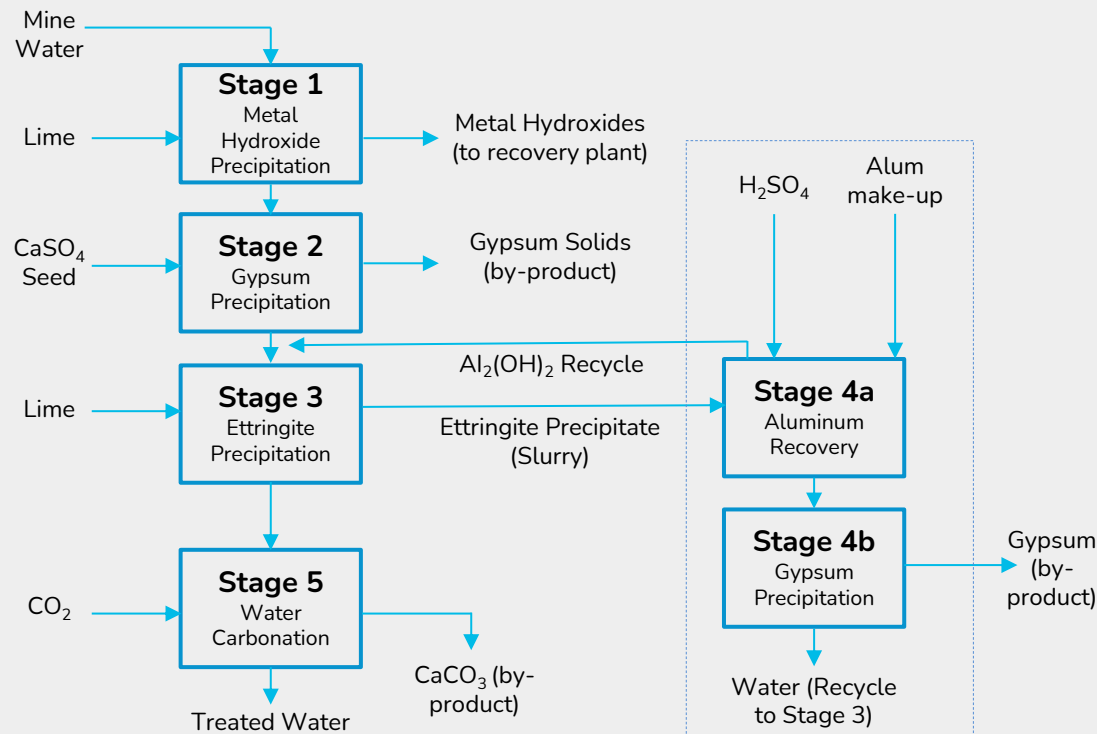 Mine
Water
Stage 1
Metal
Hydroxide
Precipitation
Lime
Metal Hydroxides
(to recovery plant)
H₂SO₄
Alum
make-up
CaSO₄
Seed
Stage 2
Gypsum
Precipitation
Gypsum Solids
(by-product)
Al₂(OH)₂ Recycle
Lime
Stage 3
Ettringite
Precipitation
Ettringite Precipitate
(Slurry)
Stage 4a
Aluminum
Recovery
Stage 4b
Gypsum
Precipitation
Gypsum
(by-
product)
CO₂
Stage 5
Water
Carbonation
CaCO₃ (by-
product)
Water (Recycle
to Stage 3)
Treated Water